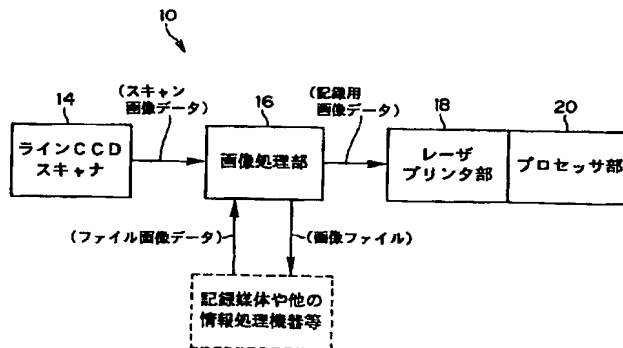 10
14
(スキャン
画像データ)
16
(記録用
画像データ)
18
20
ラインCCD
スキャナ
画像処理部
レーザ
プリンタ部
プロセッサ部
(ファイル画像データ)
(画像ファイル)
記録媒体や他の
情報処理機器等